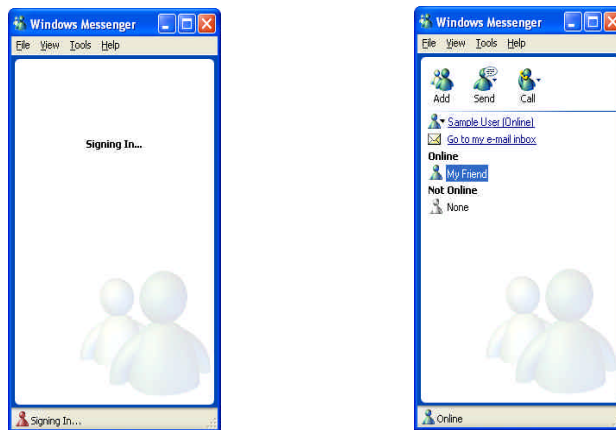 Windows Messenger
File View Tools Help
Signing In...
Signing In...
Windows Messenger
File View Tools Help
Add Send Call
Sample User (Online)
Go to my e-mail inbox
Online
My Friend
Not Online
None
Online